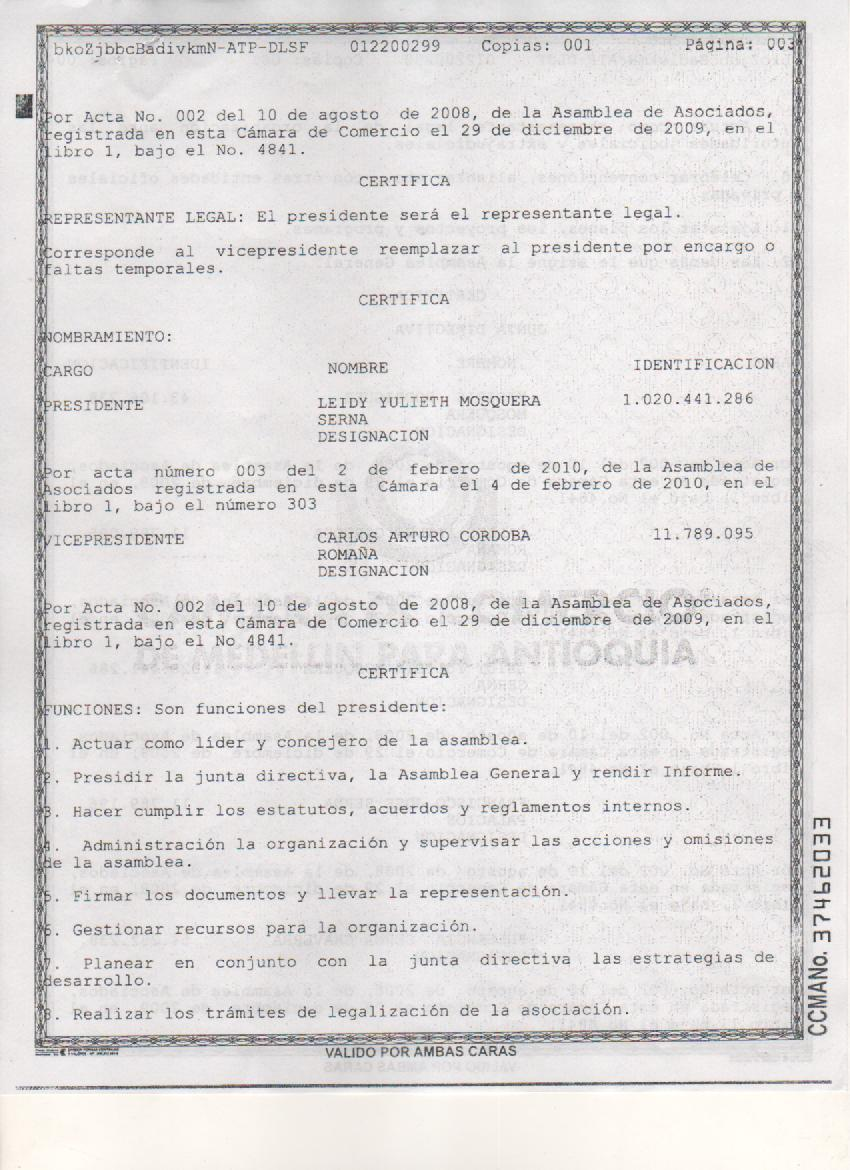 bkoZjbbcBadivkmN-ATP-DLSF 012200299 Copias: 001 Página: 003
Por Acta No. 002 del 10 de agosto de 2008, de la Asamblea de Asociados,
registrada en esta Cámara de Comercio el 29 de diciembre de 2009, en el
libro 1, bajo el No. 4841.
CERTIFICA
REPRESENTANTE LEGAL: El presidente será el representante legal.
Corresponde al vicepresidente reemplazar al presidente por encargo o
faltas temporales.
CERTIFICA
NOMBRAMIENTO:
CARGO NOMBRE IDENTIFICACION
PRESIDENTE LEIDY YULIETH MOSQUERA 1.020.441.286
SERNA
DESIGNACION
Por acta número 003 del 2 de febrero de 2010, de la Asamblea de
Asociados registrada en esta Cámara el 4 de febrero de 2010, en el
libro 1, bajo el número 303
VICEPRESIDENTE CARLOS ARTURO CORDOBA 11.789.095
ROMAÑA
DESIGNACION
Por Acta No. 002 del 10 de agosto de 2008, de la Asamblea de Asociados,
registrada en esta Cámara de Comercio el 29 de diciembre de 2009, en el
libro 1, bajo el No 4841.
DE MEDELLIN PARA ANTIOQUIA
CERTIFICA
FUNCIONES: Son funciones del presidente:
1. Actuar como líder y concejero de la asamblea.
2. Presidir la junta directiva, la Asamblea General y rendir Informe.
3. Hacer cumplir los estatutos, acuerdos y reglamentos internos.
4. Administración la organización y supervisar las acciones y omisiones
de la asamblea.
5. Firmar los documentos y llevar la representación.
6. Gestionar recursos para la organización.
7. Planear en conjunto con la junta directiva las estrategias de
desarrollo.
8. Realizar los trámites de legalización de la asociación.
VALIDO POR AMBAS CARAS
CCMANo. 37462033